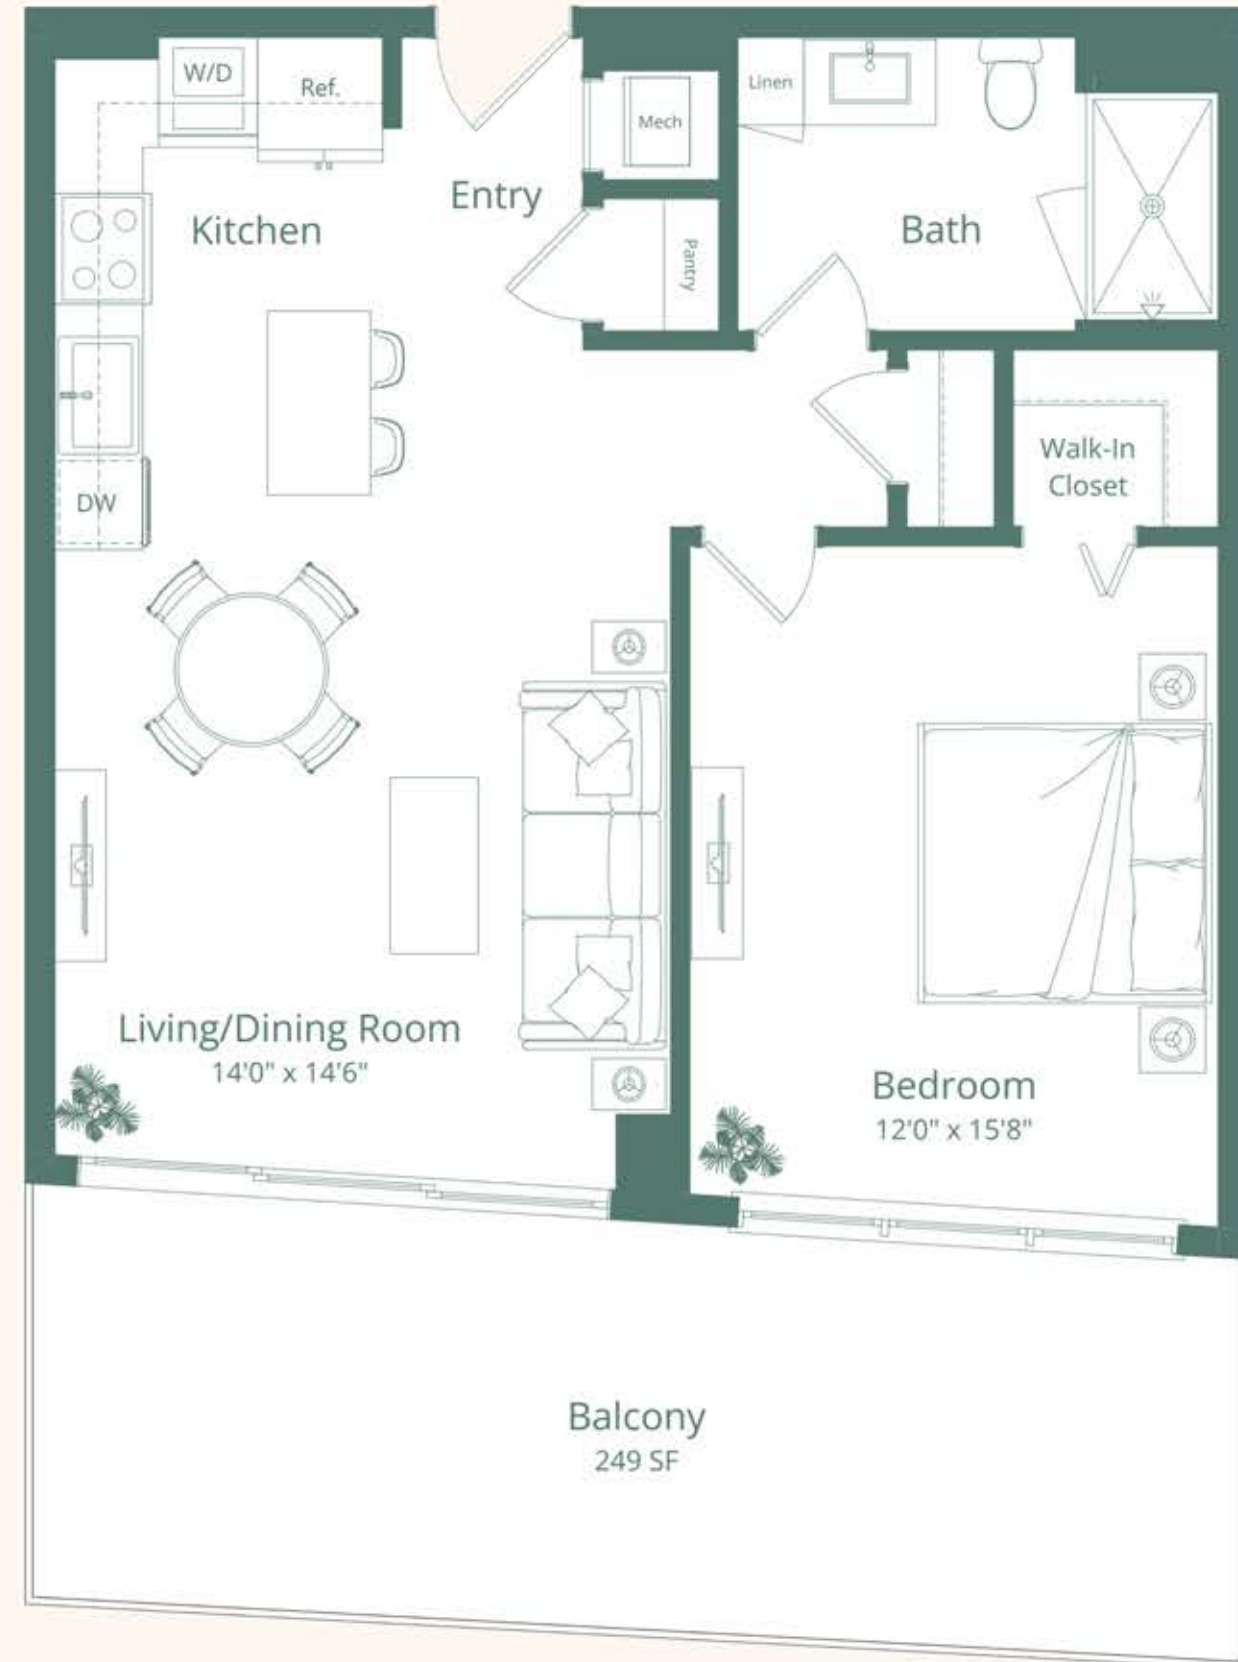 W/D
Ref.
Linen
Mech
Entry
Kitchen
Pantry
Bath
Walk-In
Closet
DW
Living/Dining Room
14'0" x 14'6"
Bedroom
12'0" x 15'8"
Balcony
249 SF